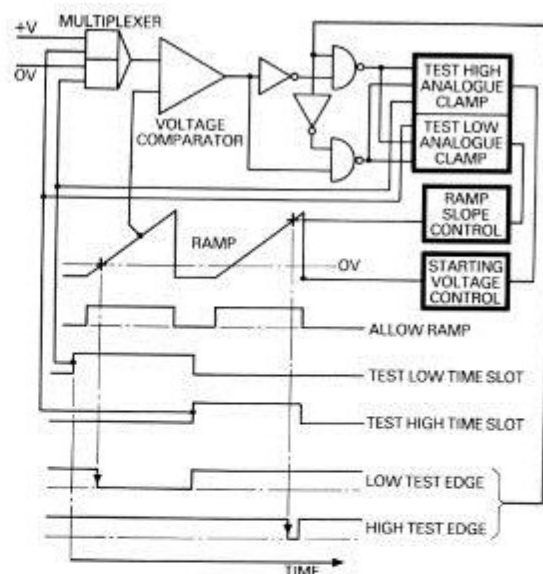 MULTIPLEXER
+V
OV
VOLTAGE
COMPARATOR
TEST HIGH
ANALOGUE
CLAMP
TEST LOW
ANALOGUE
CLAMP
RAMP
SLOPE
CONTROL
RAMP
OV
STARTING
VOLTAGE
CONTROL
ALLOW RAMP
TEST LOW TIME SLOT
TEST HIGH TIME SLOT
LOW TEST EDGE
HIGH TEST EDGE
TIME